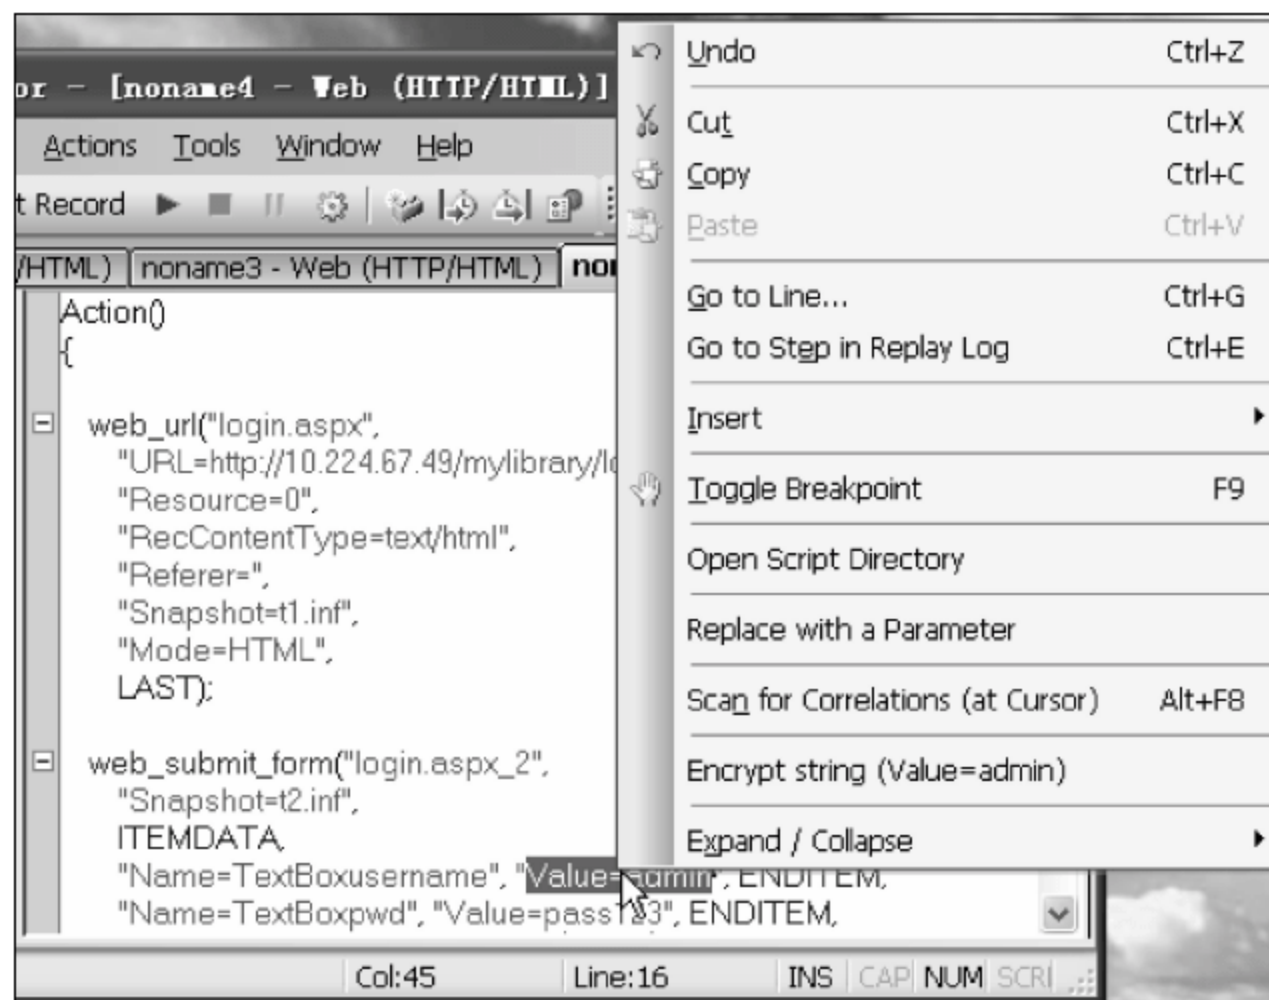 or - [noname4 - Web (HTTP/HTML)]
Actions Tools Window Help
t Record
/HTML) noname3 - Web (HTTP/HTML) non
Action()
{
web_url("login.aspx",
"URL=http://10.224.67.49/mylibrary/lo
"Resource=0",
"RecContentType=text/html",
"Referer=",
"Snapshot=t1.inf",
"Mode=HTML",
LAST);
web_submit_form("login.aspx_2",
"Snapshot=t2.inf",
ITEMDATA,
"Name=TextBoxusername", "Value=admin", ENDITEM,
"Name=TextBoxpwd", "Value=pass123", ENDITEM,
Col:45 Line:16 INS CAP NUM SCRL
Undo Ctrl+Z
Cut Ctrl+X
Copy Ctrl+C
Paste Ctrl+V
Go to Line... Ctrl+G
Go to Step in Replay Log Ctrl+E
Insert
Toggle Breakpoint F9
Open Script Directory
Replace with a Parameter
Scan for Correlations (at Cursor) Alt+F8
Encrypt string (Value=admin)
Expand / Collapse